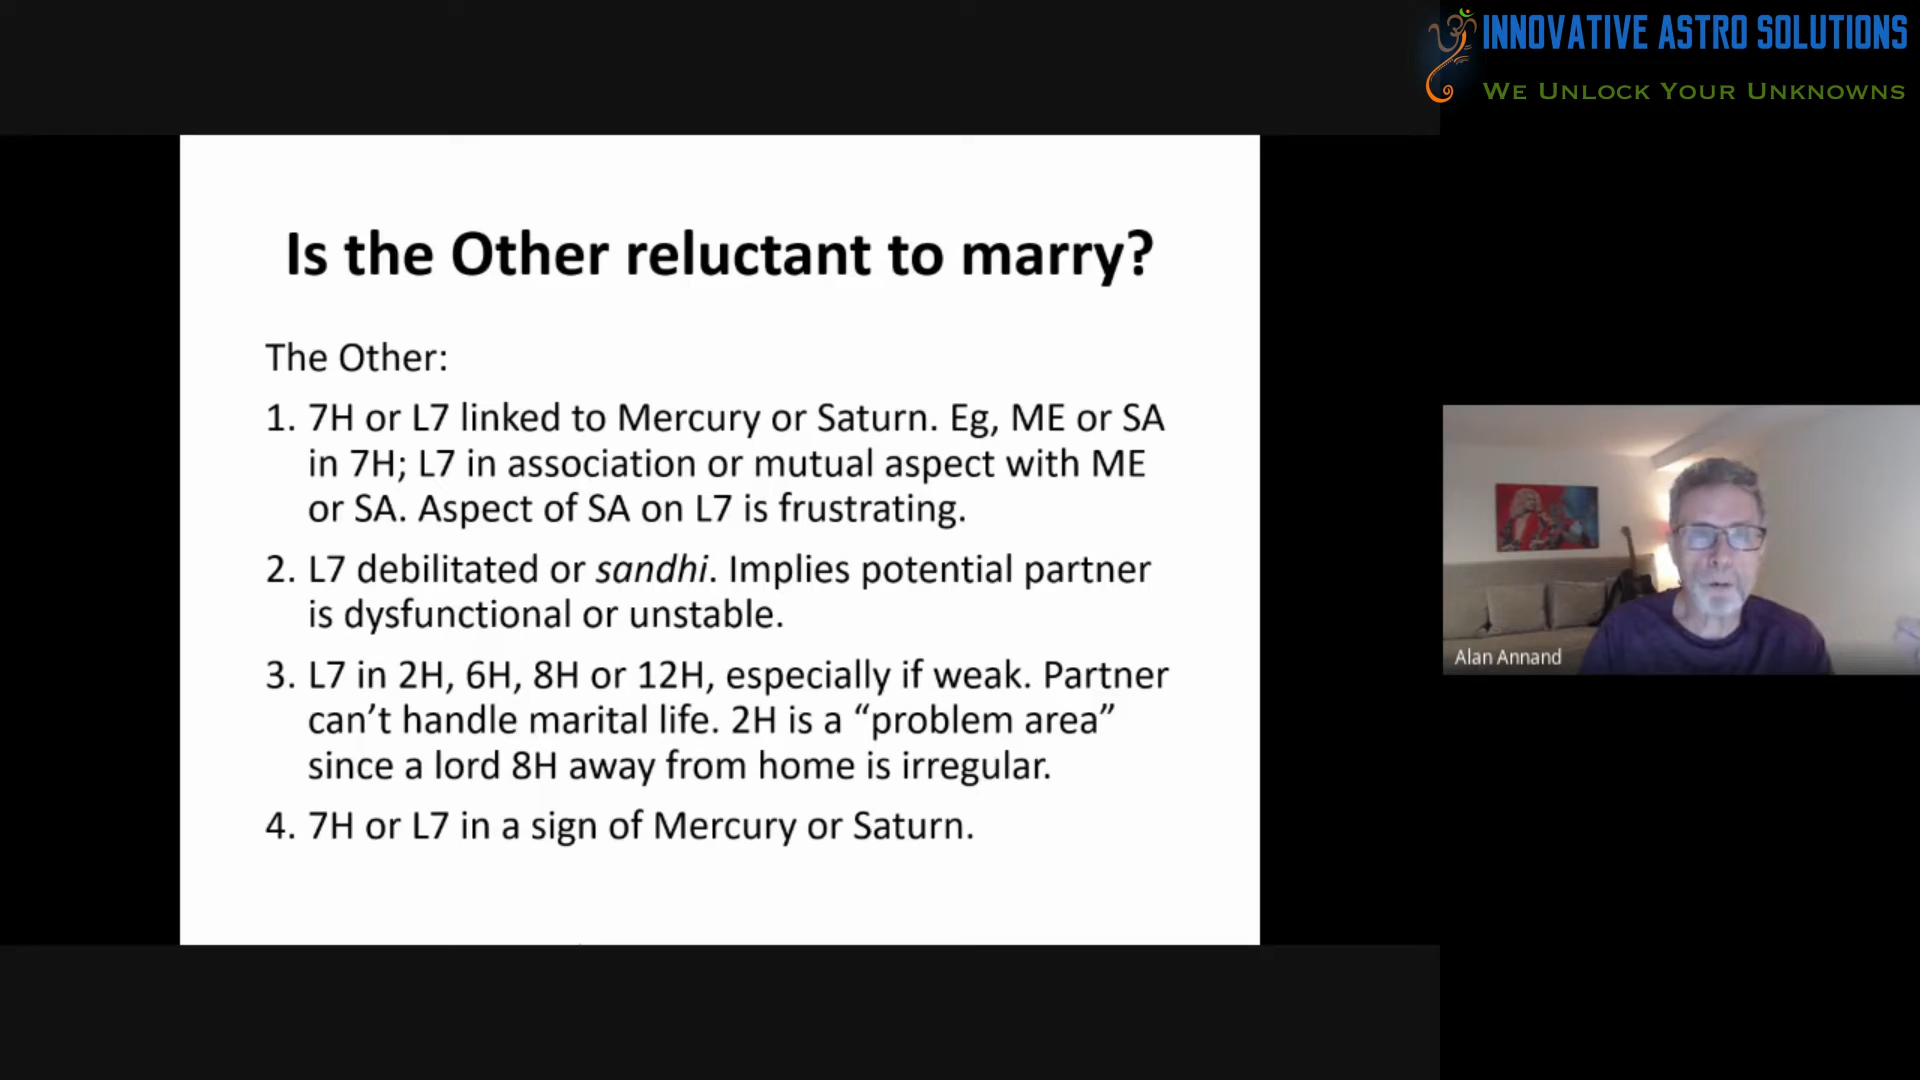 INNOVATIVE ASTRO SOLUTIONS
WE UNLOCK YOUR UNKNOWNS
Is the Other reluctant to marry?
The Other:
1. 7H or L7 linked to Mercury or Saturn. Eg, ME or SA
in 7H; L7 in association or mutual aspect with ME
or SA. Aspect of SA on L7 is frustrating.
2. L7 debilitated or sandhi. Implies potential partner
is dysfunctional or unstable.
3. L7 in 2H, 6H, 8H or 12H, especially if weak. Partner
can’t handle marital life. 2H is a “problem area”
since a lord 8H away from home is irregular.
4. 7H or L7 in a sign of Mercury or Saturn.
Alan Annand